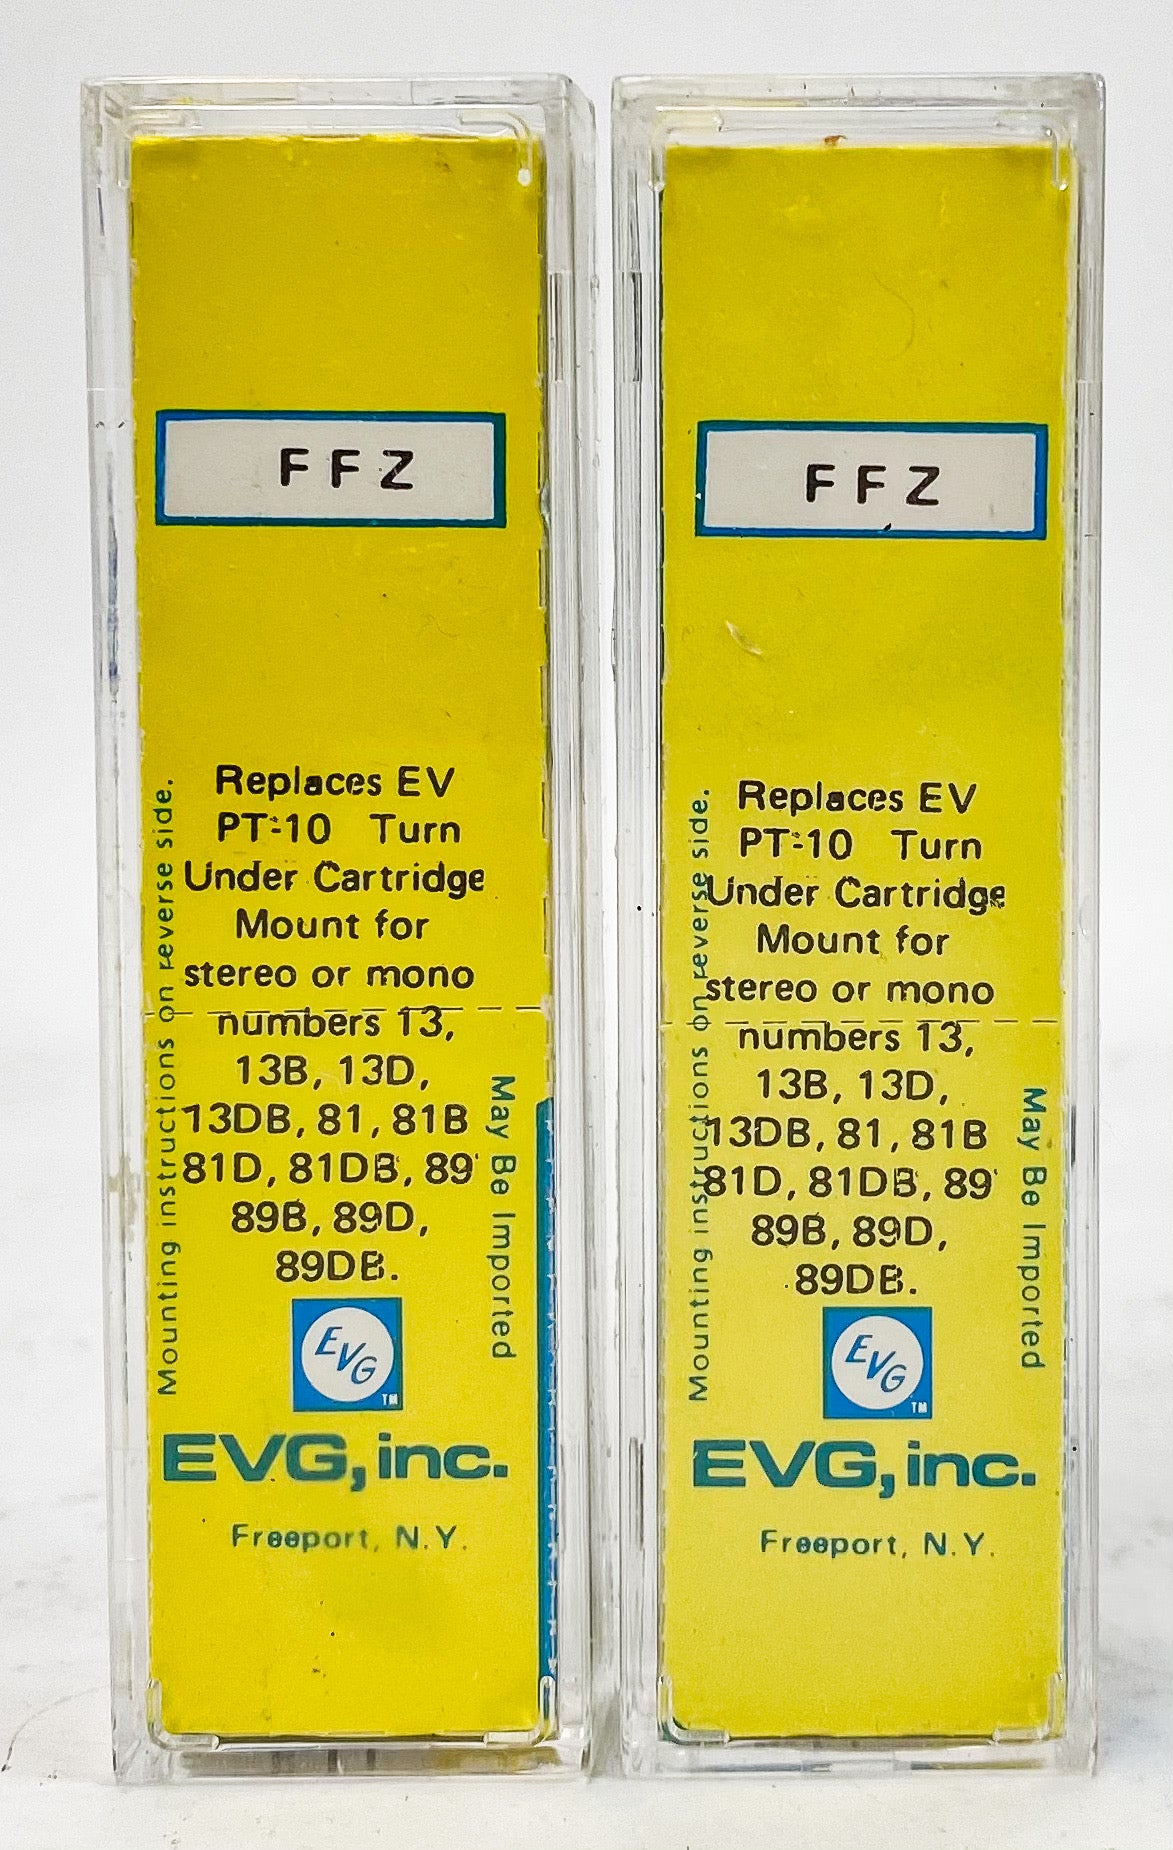 F F Z
Replaces EV
PT-10 Turn
Under Cartridge
Mount for
stereo or mono
numbers 13,
13B, 13D,
13DB, 81, 81B
81D, 81DB, 89
89B, 89D,
89DB.
Mounting instructions on reverse side.
May Be Imported
EVG
TM
EVG, inc.
Freeport, N.Y.
F F Z
Replaces EV
PT-10 Turn
Under Cartridge
Mount for
stereo or mono
numbers 13,
13B, 13D,
13DB, 81, 81B
81D, 81DB, 89
89B, 89D,
89DB.
Mounting instructions on reverse side.
May Be Imported
EVG
TM
EVG, inc.
Freeport, N.Y.